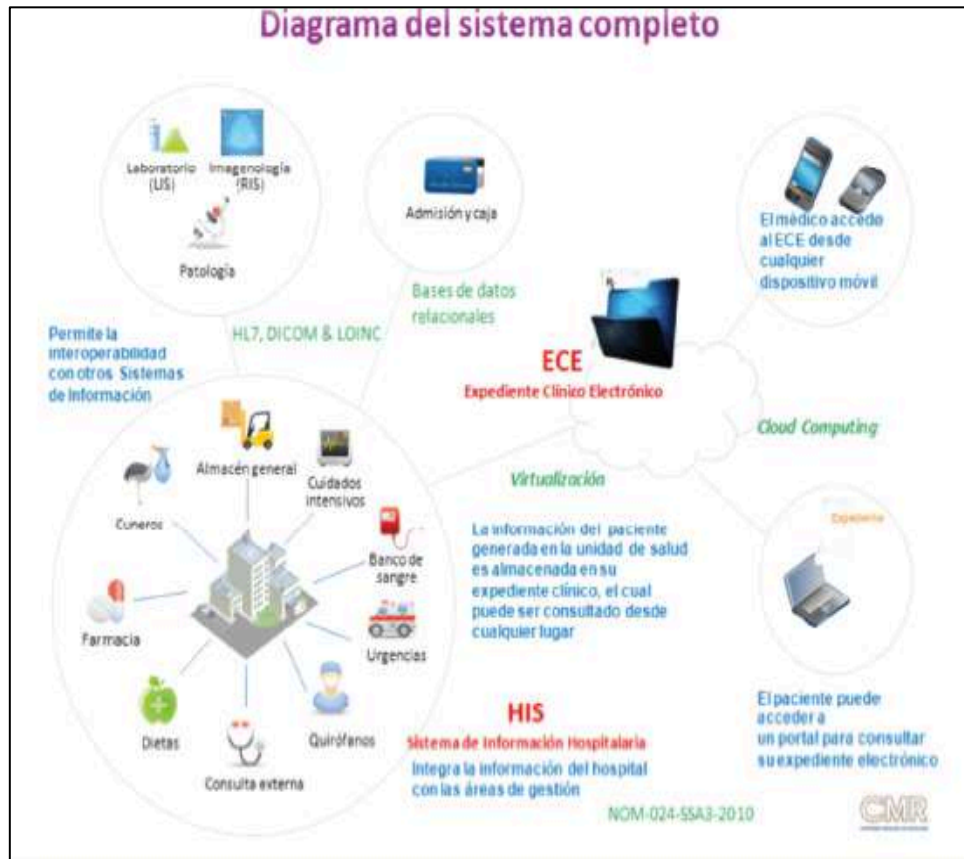 Diagrama del sistema completo
Laboratorio
(LIS)
Imagenología
(RIS)
Patología
Admisión y caja
El médico accede
al ECE desde
cualquier
dispositivo móvil
Bases de datos
relacionales
HL7, DICOM & LOINC
Permite la
interoperabilidad
con otros Sistemas
de Información
ECE
Expediente Clínico Electrónico
Cloud Computing
Virtualización
Almacén general
Cuidados
intensivos
Cuneros
Banco de
sangre
Farmacia
Urgencias
Dietas
Quirófanos
Consulta externa
La información del paciente
generada en la unidad de salud
es almacenada en su
expediente clínico, el cual
puede ser consultado desde
cualquier lugar
Expediente
El paciente puede
acceder a
un portal para consultar
su expediente electrónico
HIS
Sistema de Información Hospitalaria
Integra la información del hospital
con las áreas de gestión
NOM-024-SSA3-2010
CMR